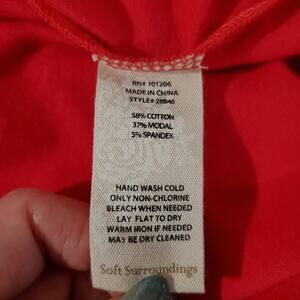 RN# 101206
MADE IN CHINA
STYLE# 28846
58% COTTON
37% MODAL
5% SPANDEX
HAND WASH COLD
ONLY NON-CHLORINE
BLEACH WHEN NEEDED
LAY FLAT TO DRY
WARM IRON IF NEEDED
MAY BE DRY CLEANED
Soft Surroundings